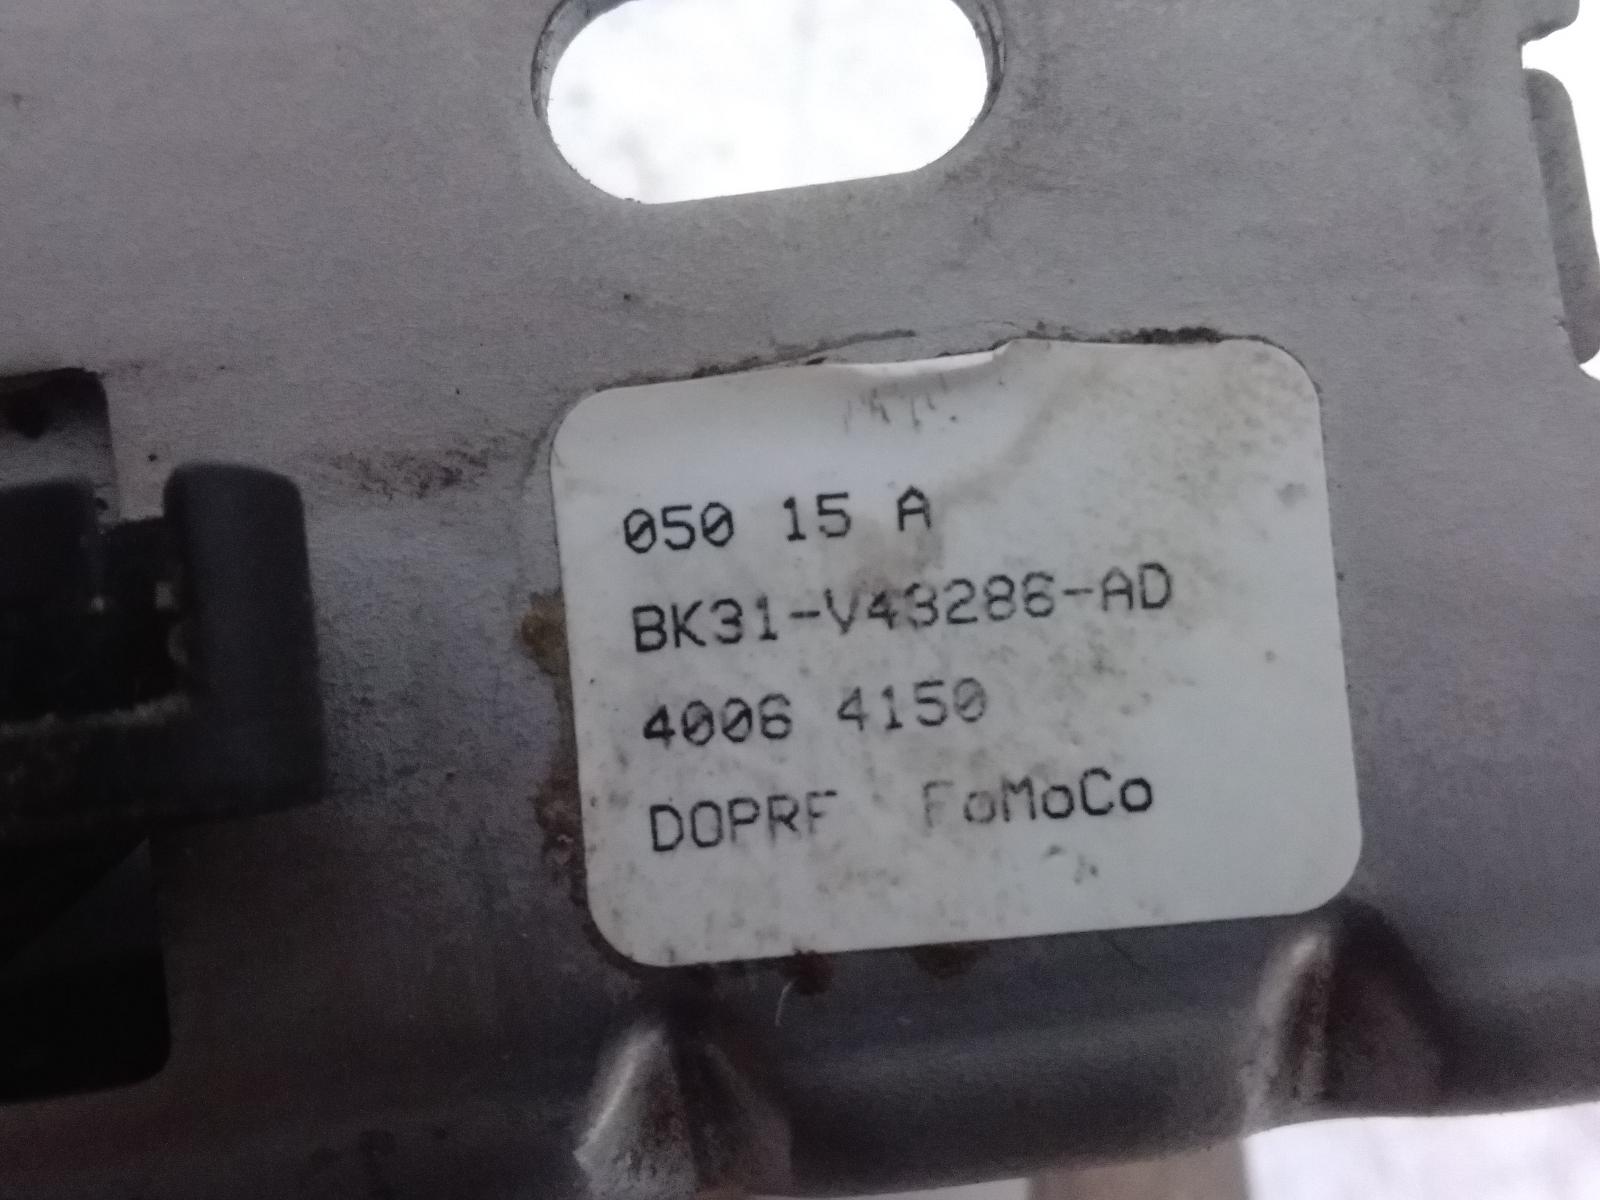 050 15 A
BK31-V43286-AD
4006 4150
DOPRF FoMoCo